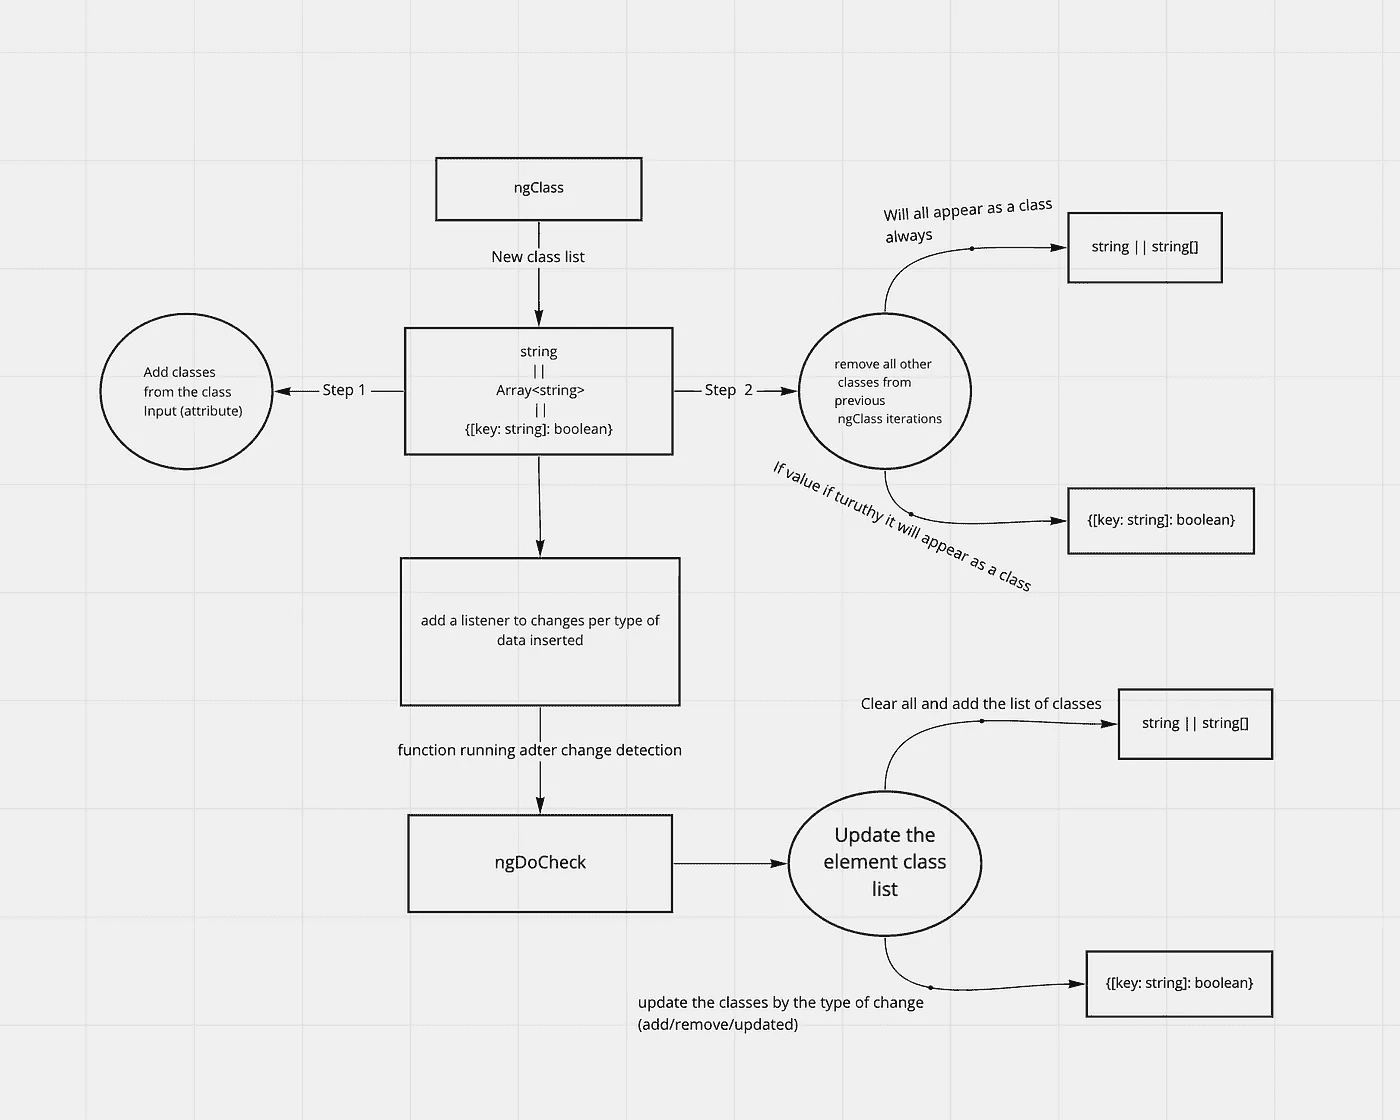 ngClass
New class list
Will all appear as a class
always
string || string[]
string
||
Array<string>
||
{[key: string]: boolean}
Add classes
from the class
Input (attribute)
Step 1
Step  2
remove all other
classes from
previous
ngClass iterations
If value if turuthy it will appear as a class
{[key: string]: boolean}
add a listener to changes per type of
data inserted
function running adter change detection
ngDoCheck
Update the
element class
list
Clear all and add the list of classes
string || string[]
update the classes by the type of change
(add/remove/updated)
{[key: string]: boolean}